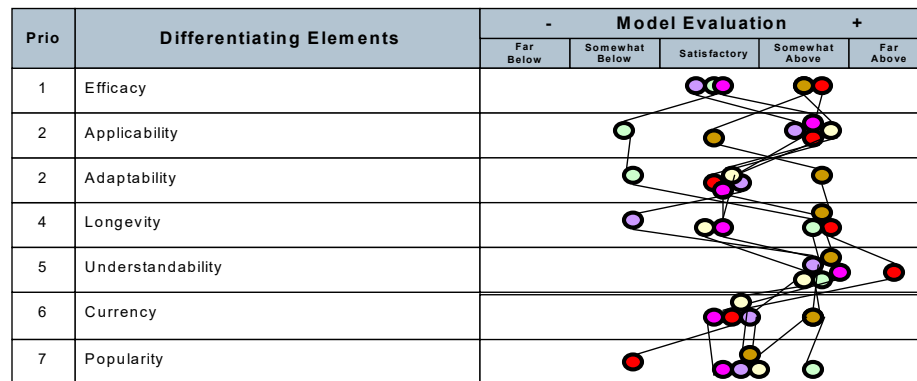 Prio Differentiating Elements - Model Evaluation +
Far Below Somewhat Below Satisfactory Somewhat Above Far Above
1 Efficacy
2 Applicability
2 Adaptability
4 Longevity
5 Understandability
6 Currency
7 Popularity